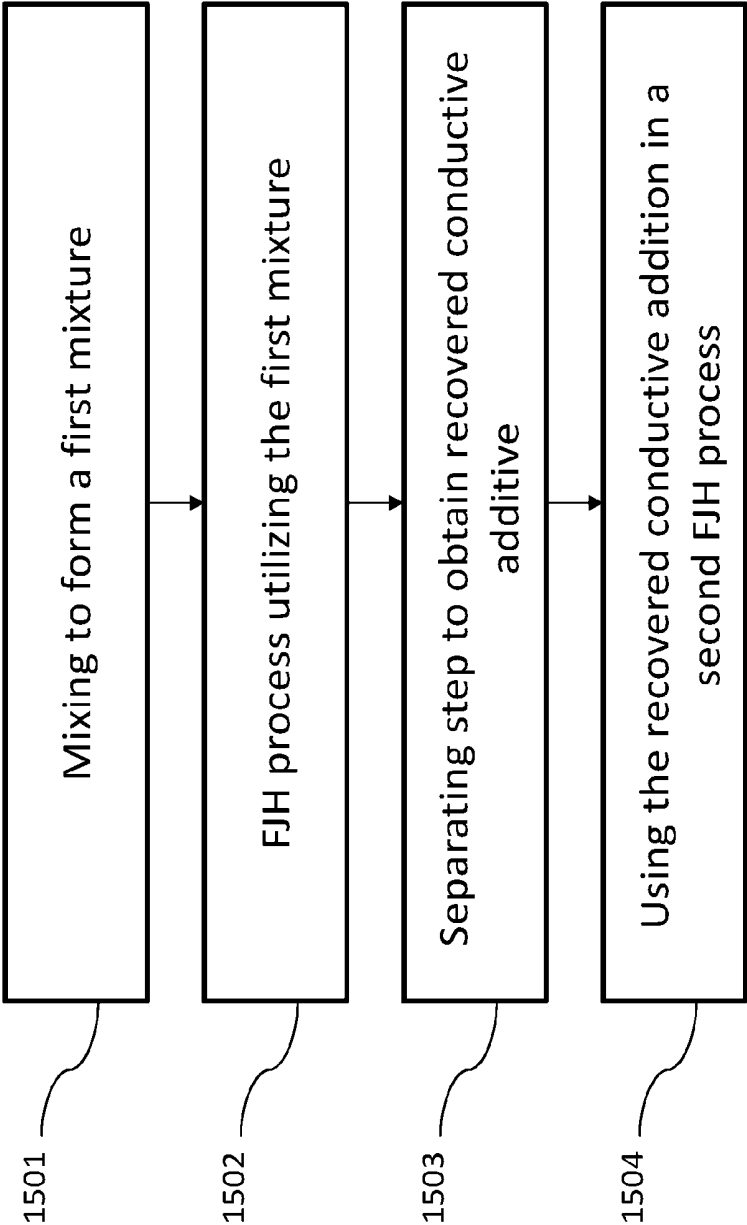 1501
Mixing to form a first mixture
1502
FJH process utilizing the first mixture
1503
Separating step to obtain recovered conductive
additive
1504
Using the recovered conductive addition in a
second FJH process